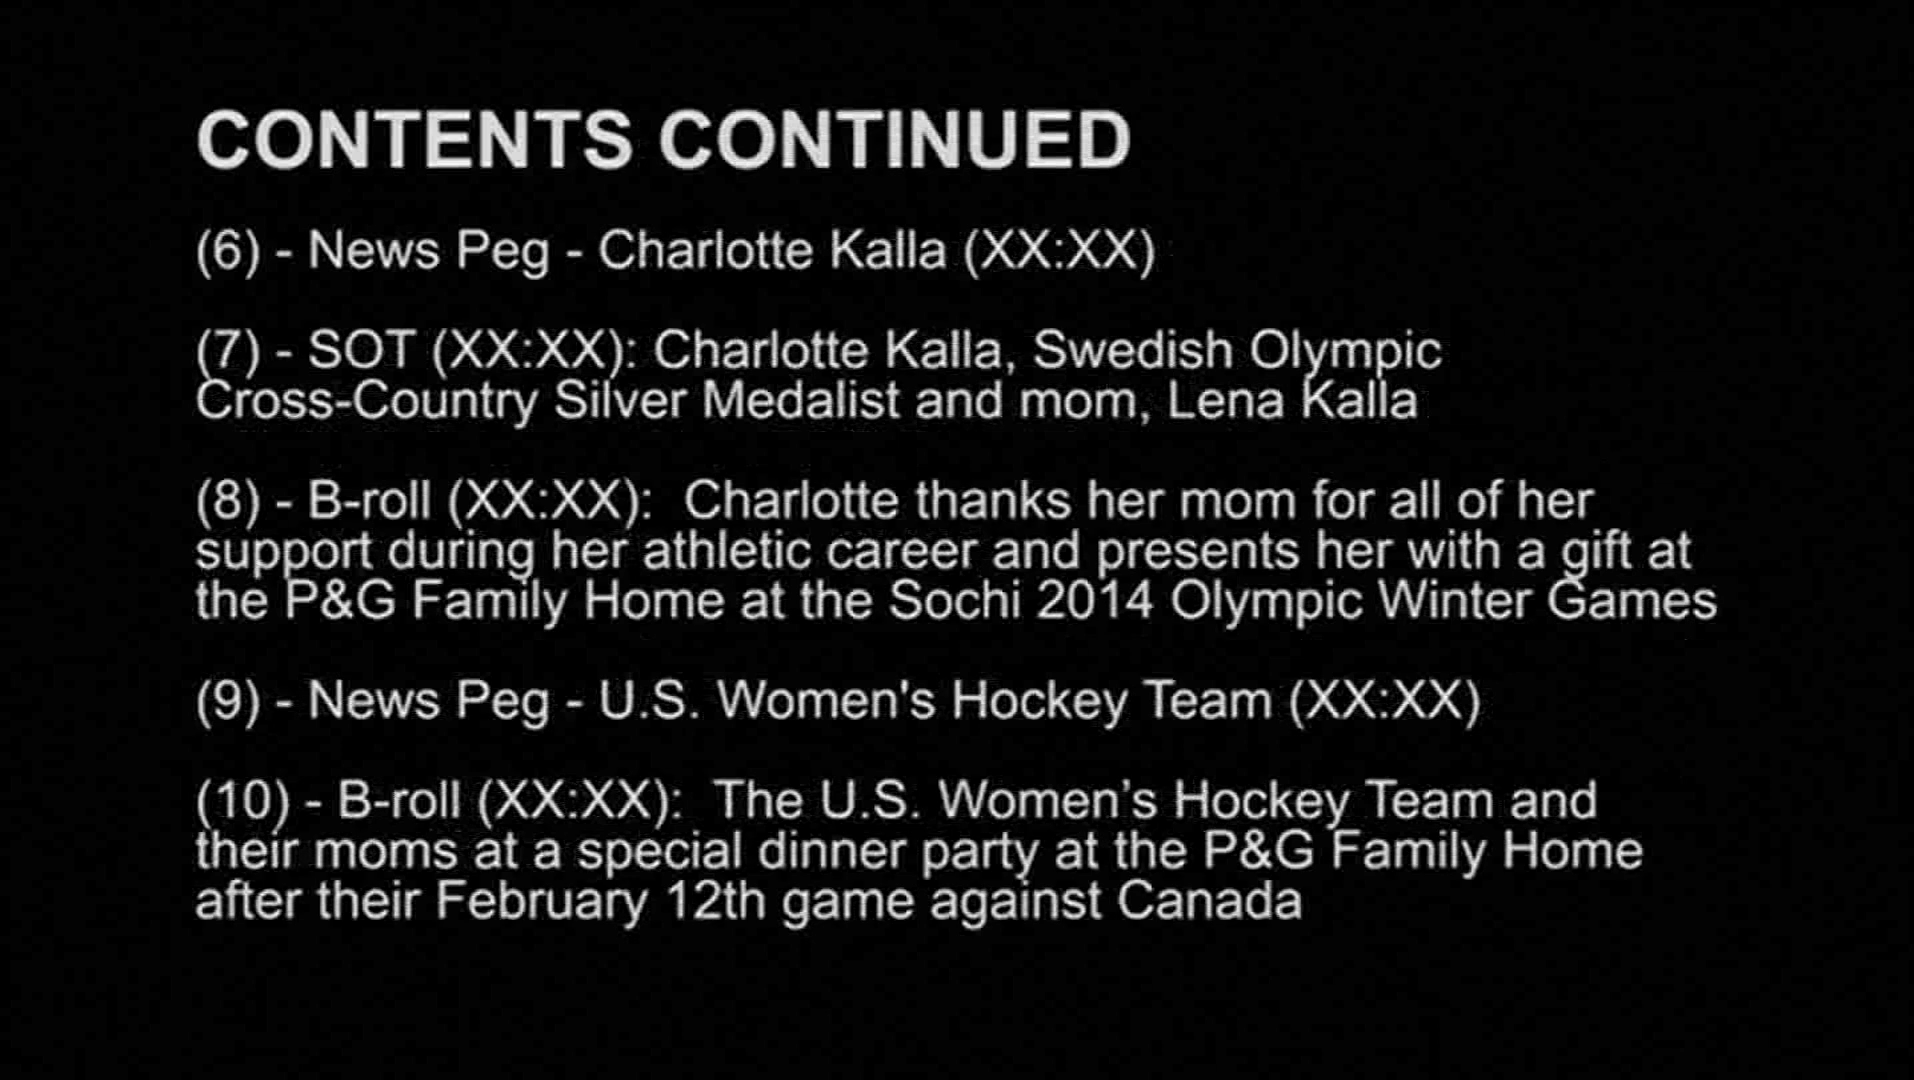 CONTENTS CONTINUED
(6) - News Peg - Charlotte Kalla (XX:XX)
(7) - SOT (XX:XX): Charlotte Kalla, Swedish Olympic
Cross-Country Silver Medalist and mom, Lena Kalla
(8) - B-roll (XX:XX):  Charlotte thanks her mom for all of her
support during her athletic career and presents her with a gift at
the P&G Family Home at the Sochi 2014 Olympic Winter Games
(9) - News Peg - U.S. Women's Hockey Team (XX:XX)
(10) - B-roll (XX:XX):  The U.S. Women’s Hockey Team and
their moms at a special dinner party at the P&G Family Home
after their February 12th game against Canada